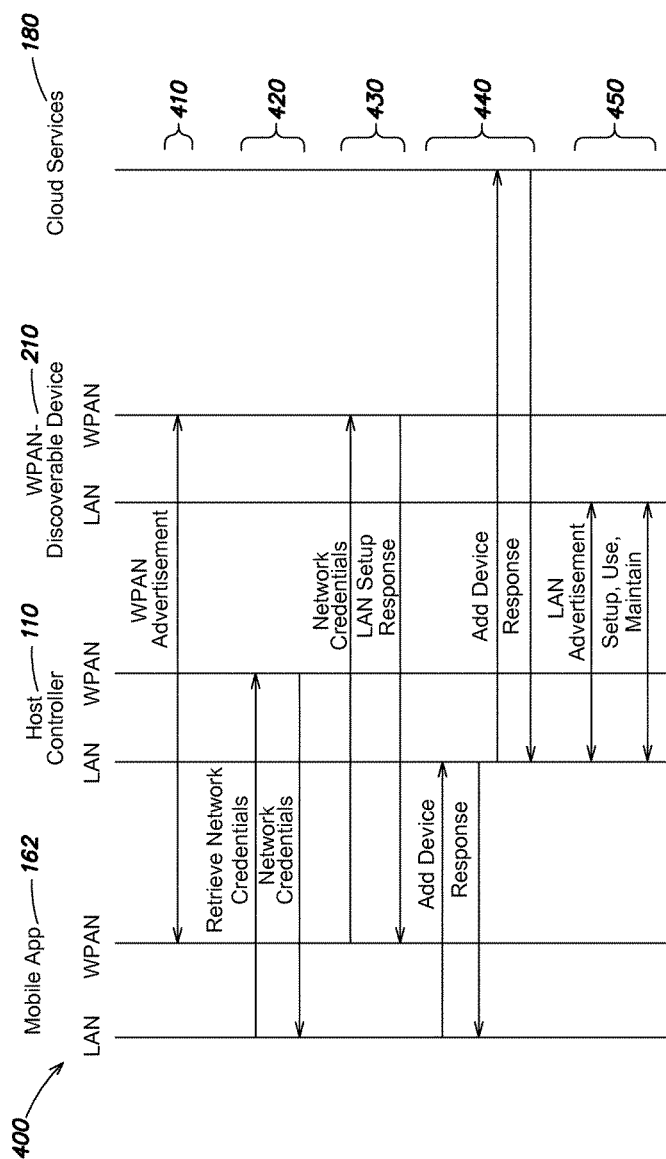 400
Mobile App 162
LAN
WPAN
Host
Controller 110
LAN
WPAN
WPAN-
Discoverable Device 210
LAN
WPAN
Cloud Services 180
WPAN
Advertisement
410
Retrieve Network
Credentials
Network
Credentials
420
Network
Credentials
LAN Setup
Response
430
Add Device
Response
Add Device
Response
440
LAN
Advertisement
Setup, Use,
Maintain
450